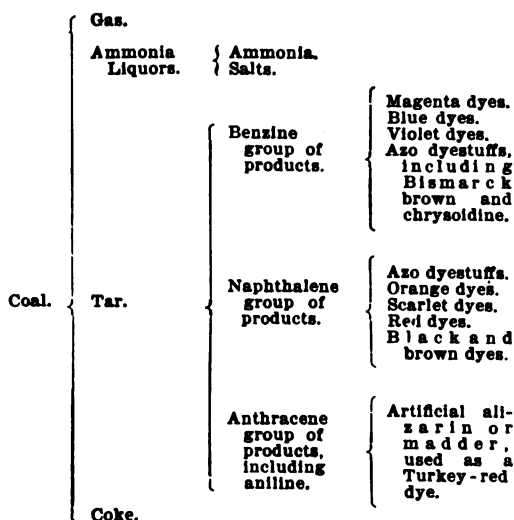 Coal.
Gas.
Ammonia
Liquors.
Ammonia.
Salts.
Tar.
Benzine
group of
products.
Magenta dyes.
Blue dyes.
Violet dyes.
Azo dyestuffs,
including
Bismarck
brown and
chrysoidine.
Naphthalene
group of
products.
Azo dyestuffs.
Orange dyes.
Scarlet dyes.
Red dyes.
Black and
brown dyes.
Anthracene
group of
products,
including
aniline.
Artificial ali-
zarin or
madder,
used as a
Turkey-red
dye.
Coke.